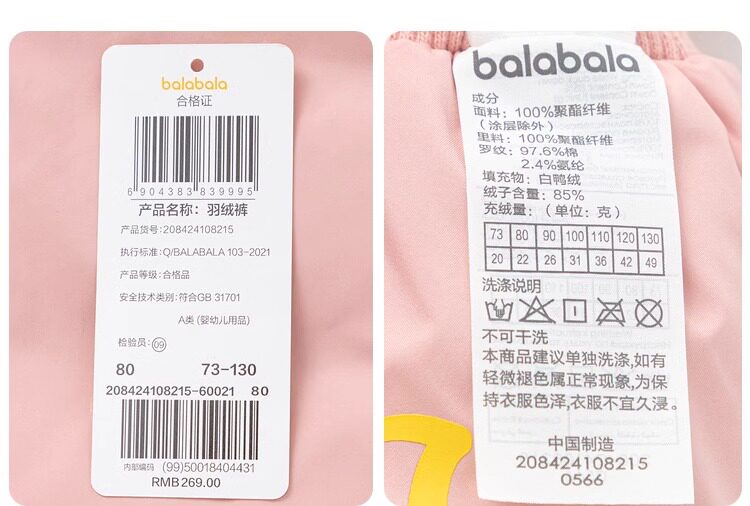 balabala
合格证
6904383839995
产品名称：羽绒裤
产品货号：208424108215
执行标准：Q/BALABALA 103-2021
产品等级：合格品
安全技术类别：符合GB 31701
A类 (婴幼儿用品)
检验员：09
80 73-130
208424108215-60021 80
内部编码 (99)50018404431
RMB269.00
balabala
成分
面料：100%聚酯纤维
（涂层除外）
里料：100%聚酯纤维
罗纹：97.6%棉
2.4%氨纶
填充物：白鸭绒
绒子含量：85%
充绒量：（单位：克）
73 80 90 100 110 120 130
20 22 26 31 36 42 49
洗涤说明
不可干洗
本商品建议单独洗涤,如有
轻微褪色属正常现象,为保
持衣服色泽,衣服不宜久浸。
中国制造
208424108215
0566